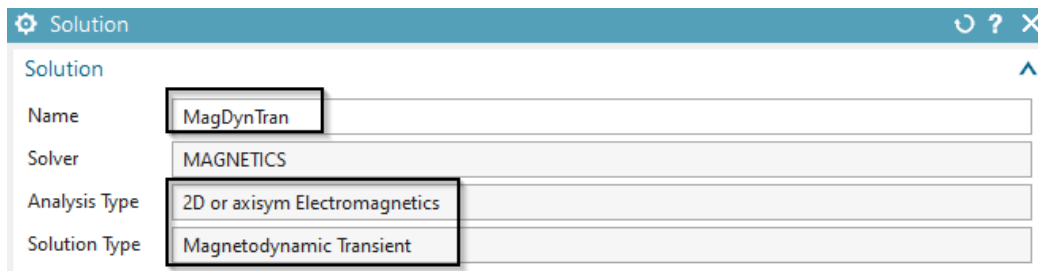 Solution
Solution
Name MagDynTran
Solver MAGNETICS
Analysis Type 2D or axisym Electromagnetics
Solution Type Magnetodynamic Transient